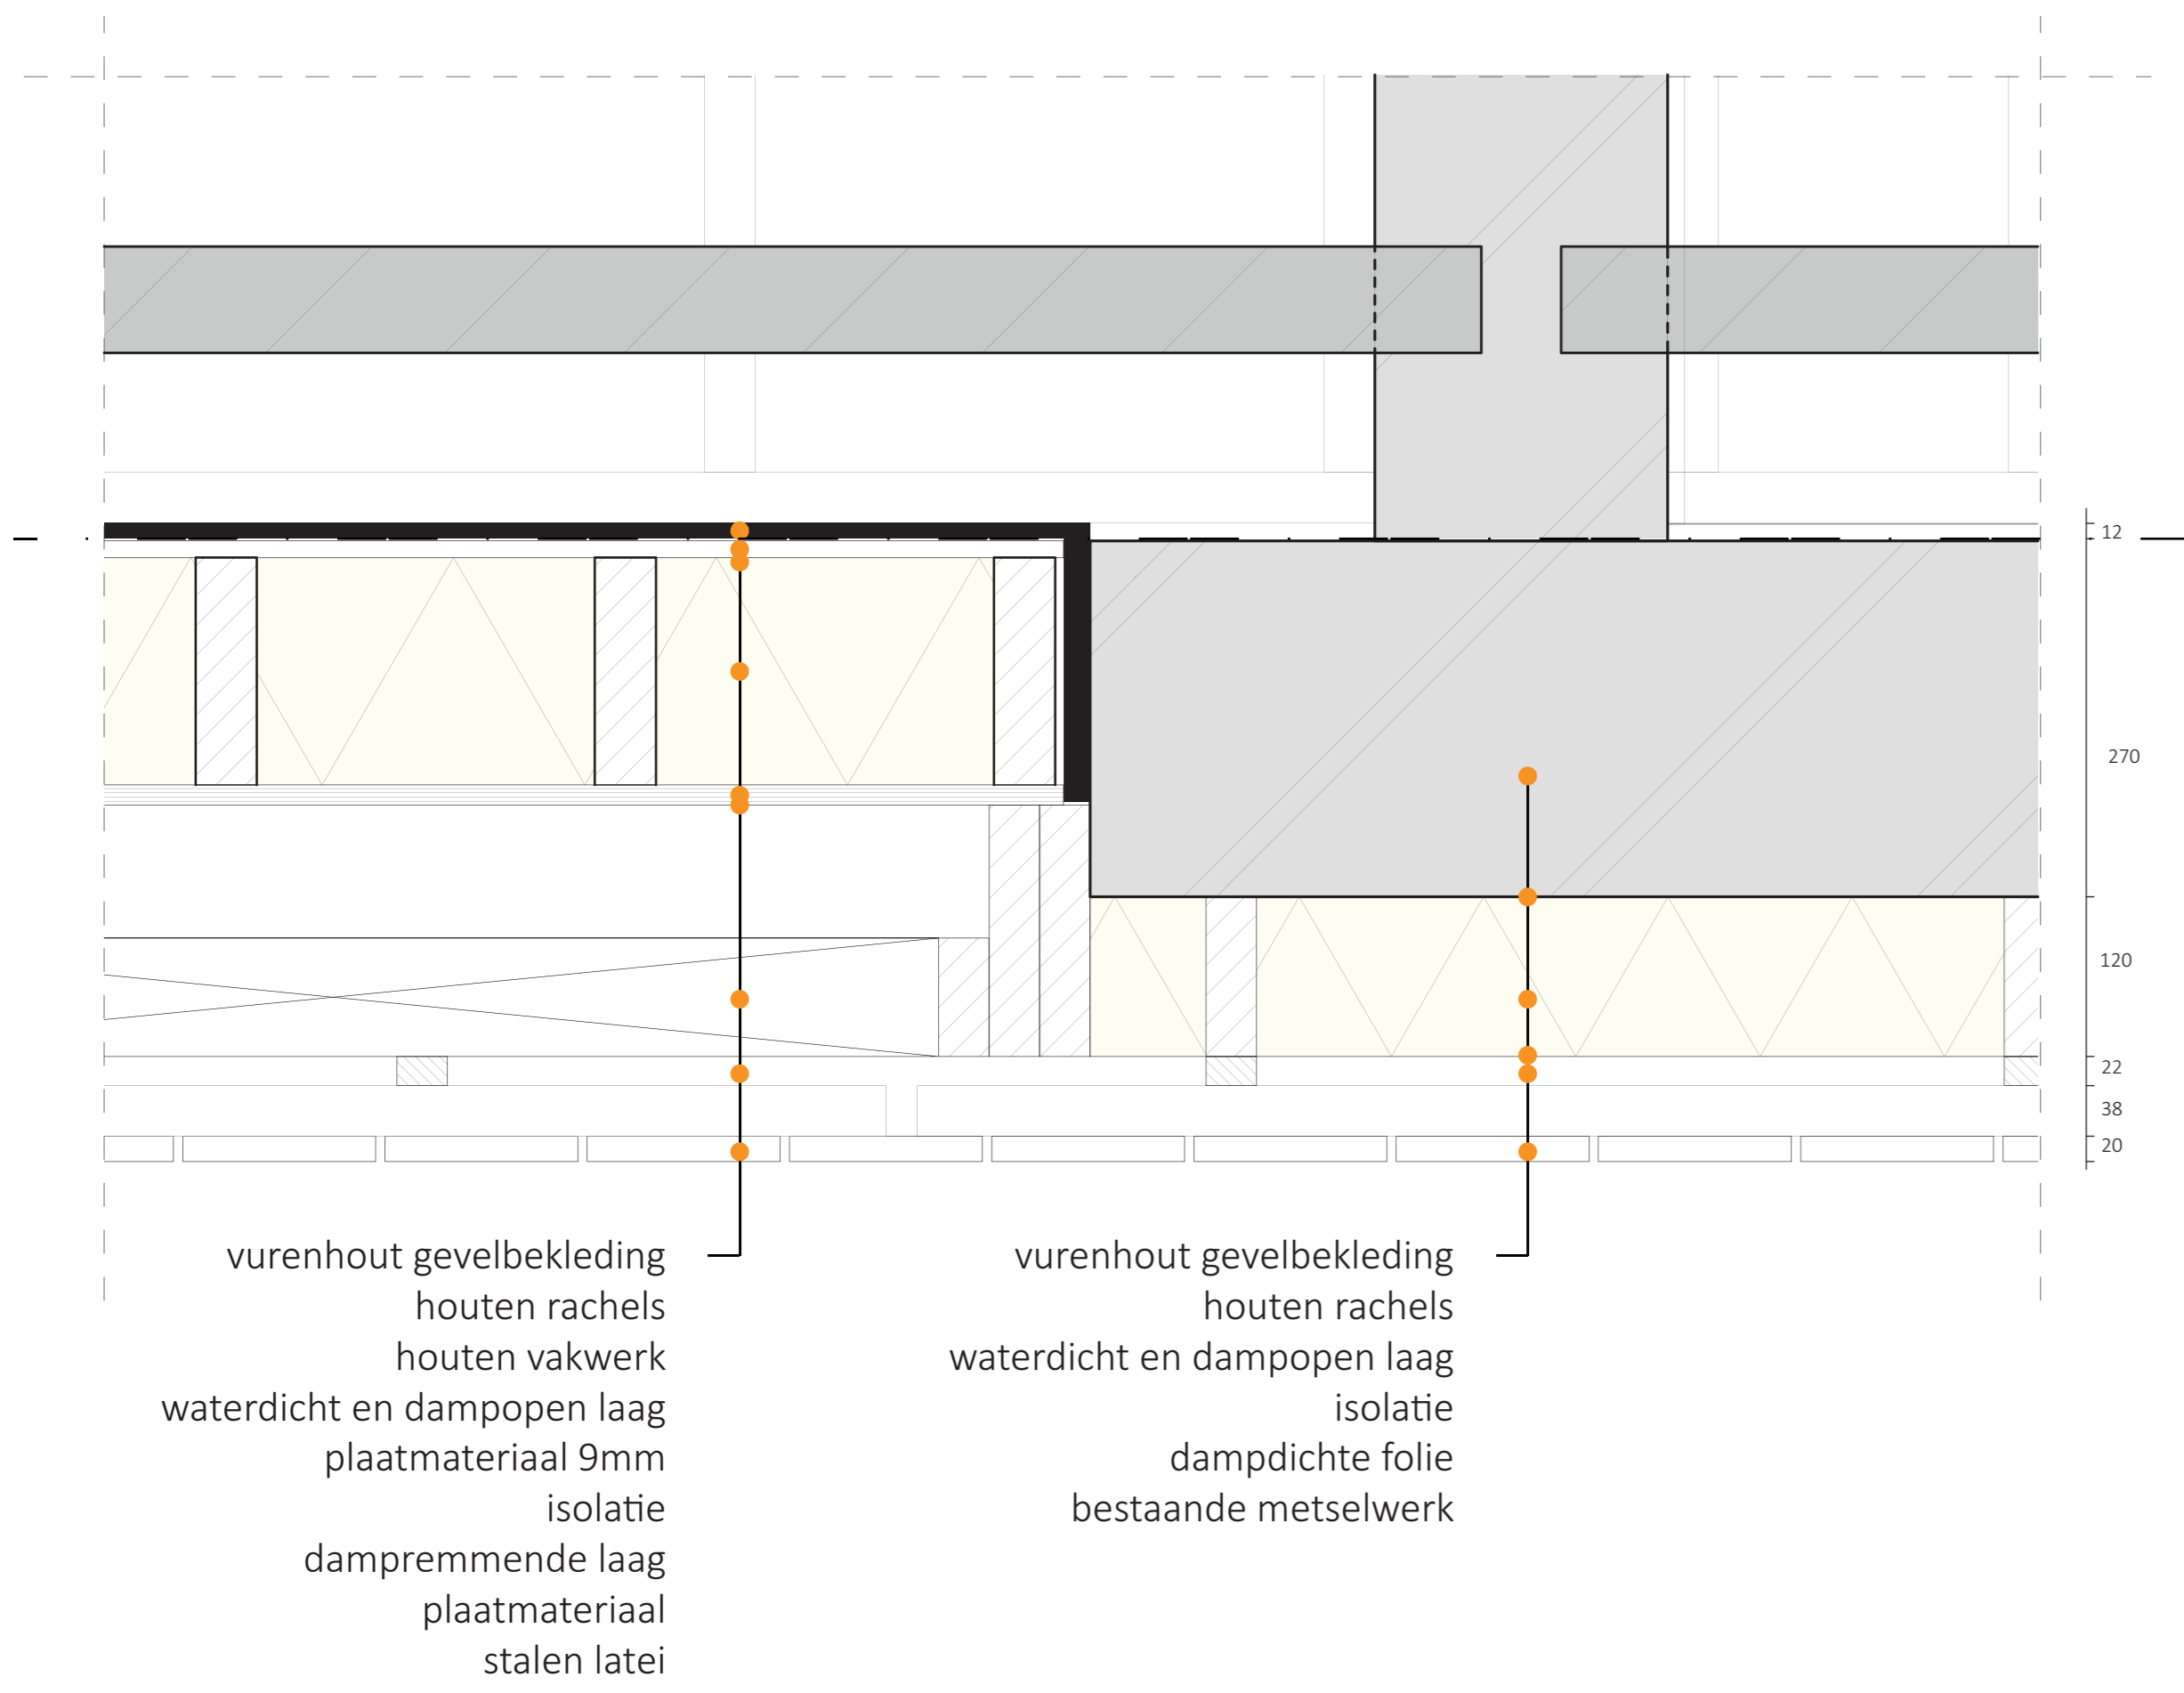 12
270
120
22
38
20
vurenhout gevelbekleding
houten rachels
houten vakwerk
waterdicht en dampopen laag
plaatmateriaal 9mm
isolatie
dampremmende laag
plaatmateriaal
stalen latei
vurenhout gevelbekleding
houten rachels
waterdicht en dampopen laag
isolatie
dampdichte folie
bestaande metselwerk